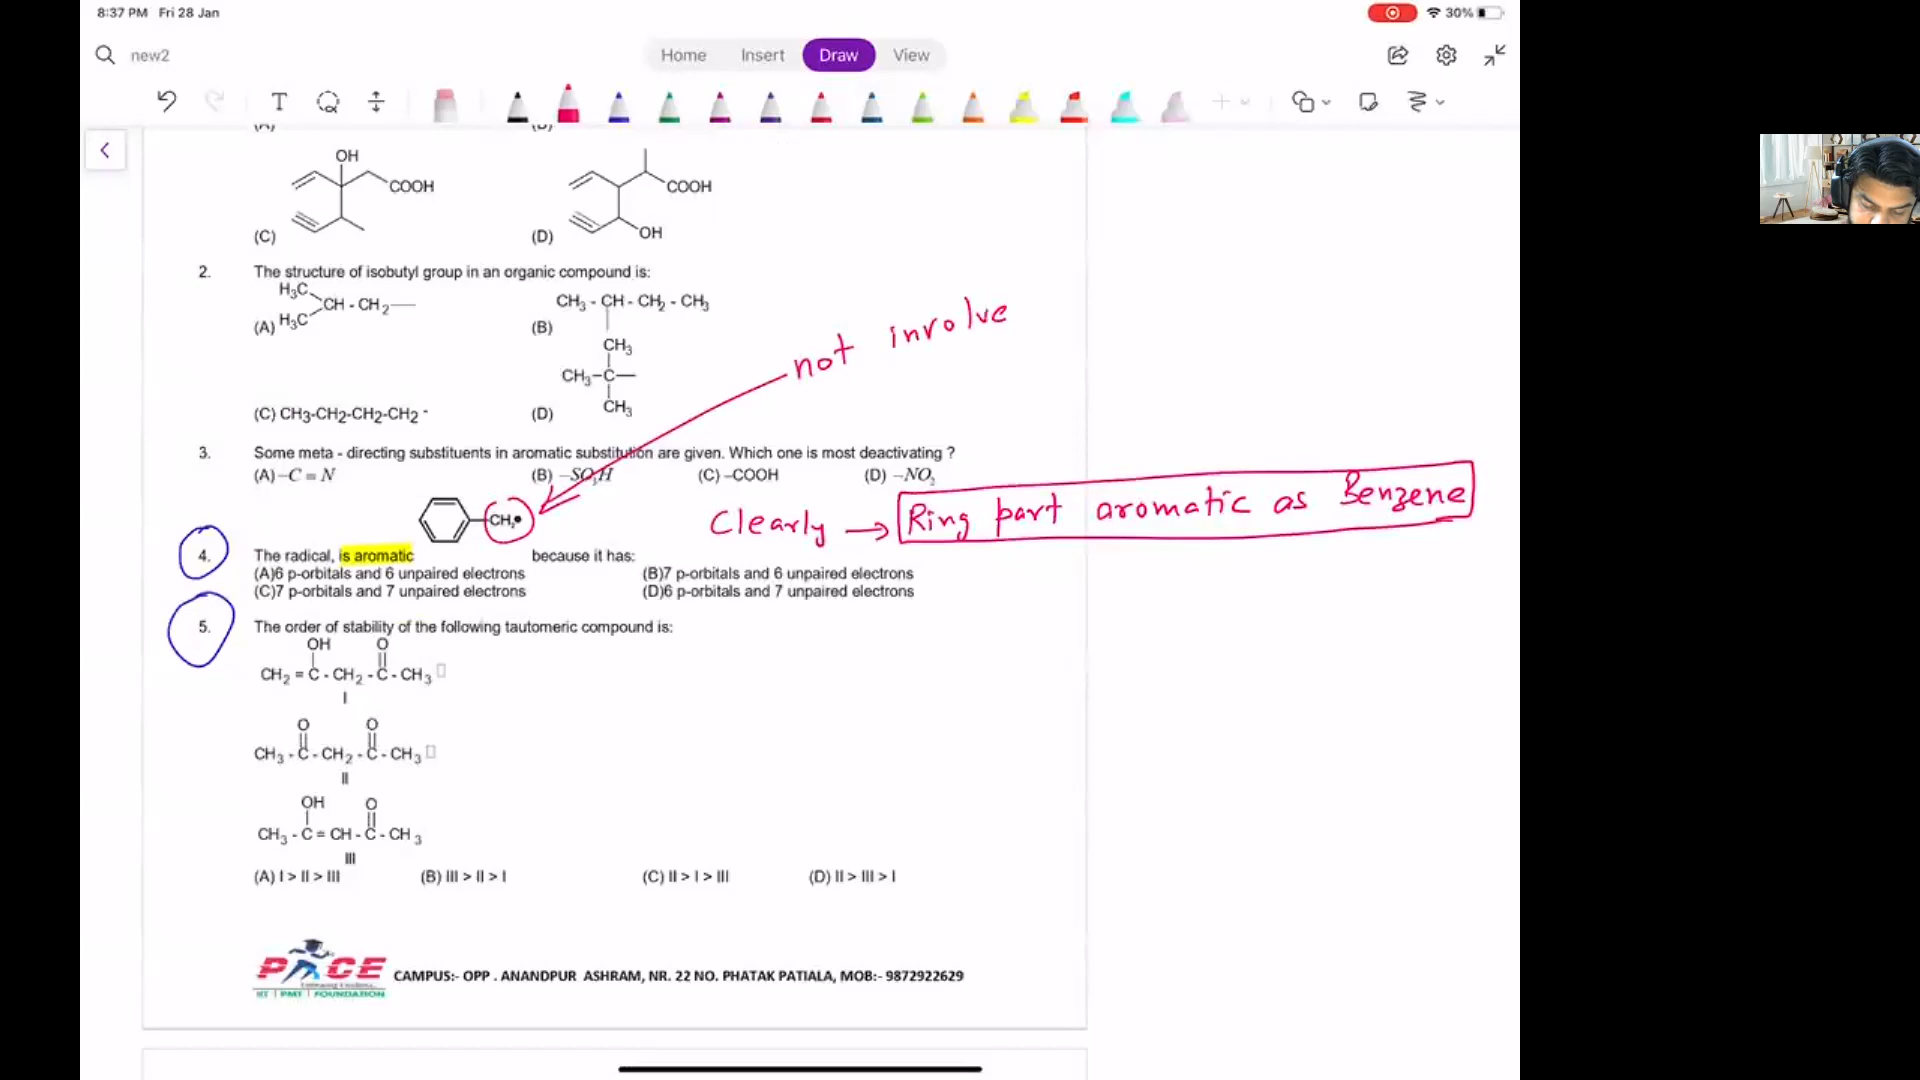 8:37 PM Fri 28 Jan
30%
new2
Home Insert Draw View
OH
COOH
(C)
COOH
OH
(D)
2. The structure of isobutyl group in an organic compound is:
H3C
CH - CH2
H3C
(A)
CH3 - CH - CH2 - CH3
(B)
(C) CH3-CH2-CH2-CH2 -
CH3
CH3-C-
CH3
(D)
not involve
3. Some meta - directing substituents in aromatic substitution are given. Which one is most deactivating ?
(A) –C ≡ N (B) –SO3H (C) –COOH (D) –NO2
CH2•
Clearly → Ring part aromatic as Benzene
4. The radical, is aromatic because it has:
(A)6 p-orbitals and 6 unpaired electrons (B)7 p-orbitals and 6 unpaired electrons
(C)7 p-orbitals and 7 unpaired electrons (D)6 p-orbitals and 7 unpaired electrons
5. The order of stability of the following tautomeric compound is:
OH O
CH2 = C - CH2 - C - CH3
I
O O
CH3 - C - CH2 - C - CH3
II
OH O
CH3 - C = CH - C - CH3
III
(A) I > II > III (B) III > II > I (C) II > I > III (D) II > III > I
PACE
IIT | PMT | FOUNDATION
CAMPUS:- OPP . ANANDPUR ASHRAM, NR. 22 NO. PHATAK PATIALA, MOB:- 9872922629